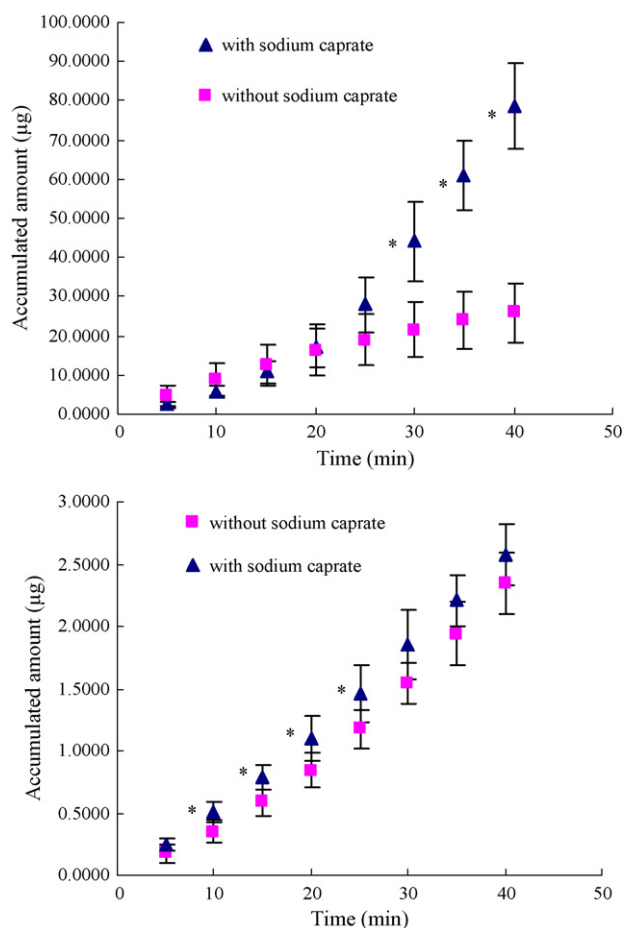 100.0000
90.0000
80.0000
70.0000
60.0000
50.0000
40.0000
30.0000
20.0000
10.0000
0.0000
Accumulated amount (μg)
with sodium caprate
without sodium caprate
*
*
*
0 10 20 30 40 50
Time (min)
3.0000
2.5000
2.0000
1.5000
1.0000
0.5000
0.0000
Accumulated amount (μg)
without sodium caprate
with sodium caprate
*
*
*
*
0 10 20 30 40 50
Time (min)